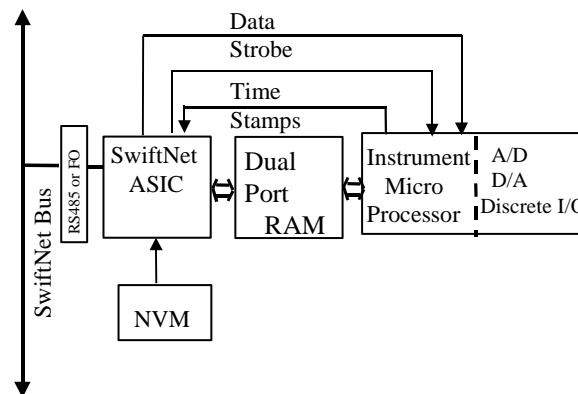 Data
Strobe
Time
Stamps
SwiftNet Bus
RS485 or FO
SwiftNet
ASIC
Dual
Port
RAM
Instrument
Micro
Processor
A/D
D/A
Discrete I/O
NVM